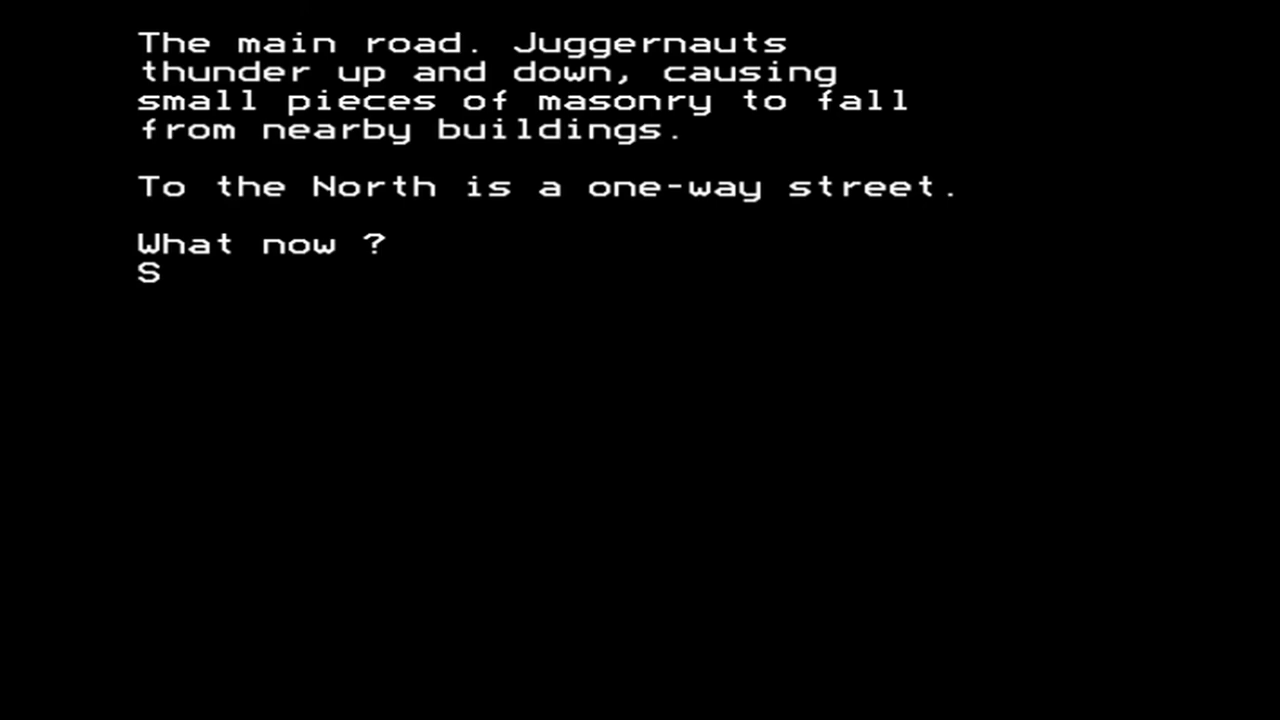 The main road. Juggernauts
thunder up and down, causing
small pieces of masonry to fall
from nearby buildings.
To the North is a one-way street.
What now ?
S